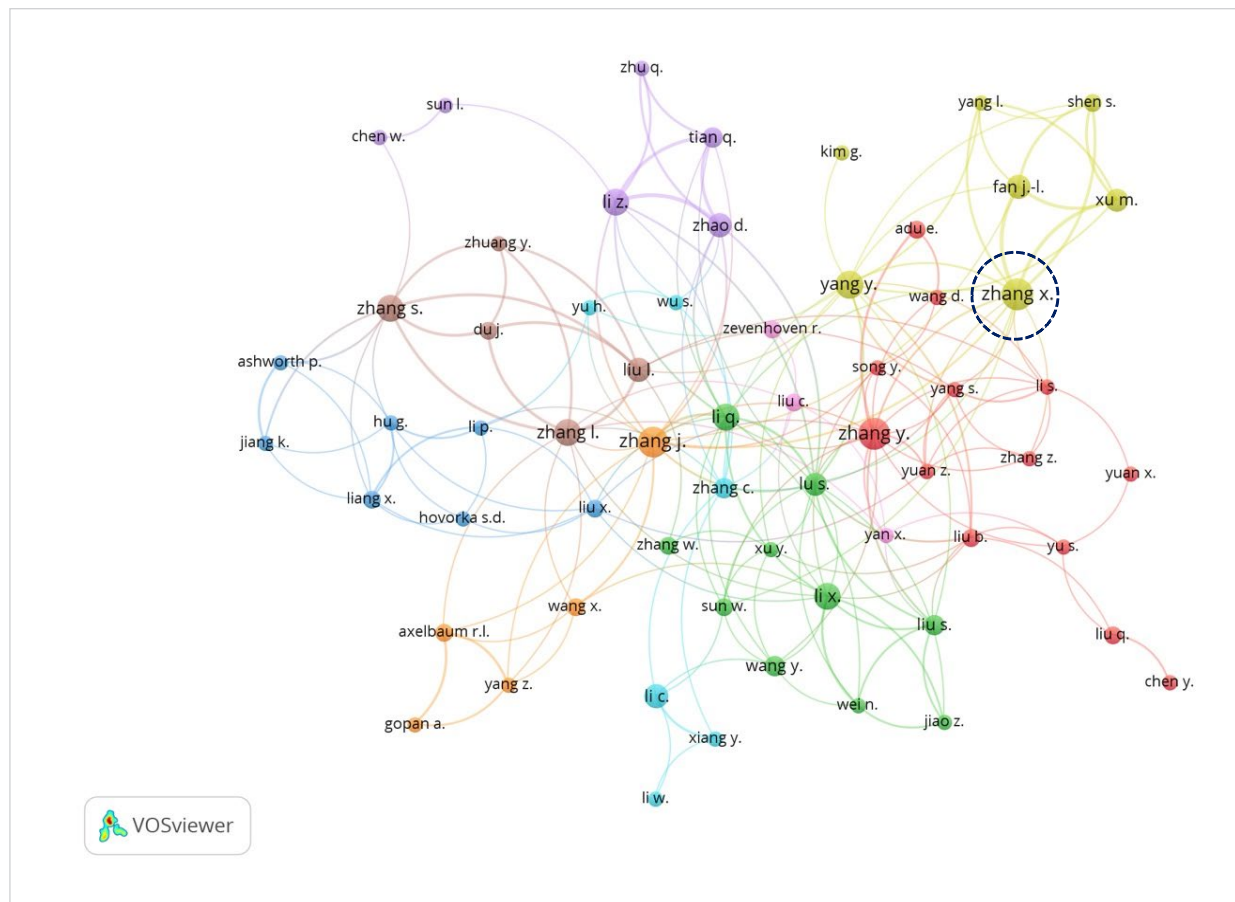 zhu q.
sun l.
yang l.
shen s.
chen w.
tian q.
kim g.
fan j.-l.
xu m.
li z.
zhao d.
adu e.
zhuang y.
yang y.
wang d.
zhang x.
zhang s.
yu h.
wu s.
du j.
zevenhoven r.
ashworth p.
liu l.
song y.
yang s.
li s.
liu c.
hu g.
li p.
zhang l.
zhang j.
li q.
zhang y.
jiang k.
zhang z.
yuan z.
yuan x.
liang x.
zhang c.
lu s.
hovorka s.d.
liu x.
zhang w.
xu y.
yan x.
liu b.
yu s.
wang x.
sun w.
li x.
axelbaum r.l.
liu s.
liu q.
wang y.
yang z.
chen y.
gopan a.
li c.
wei n.
jiao z.
xiang y.
li w.
VOSviewer